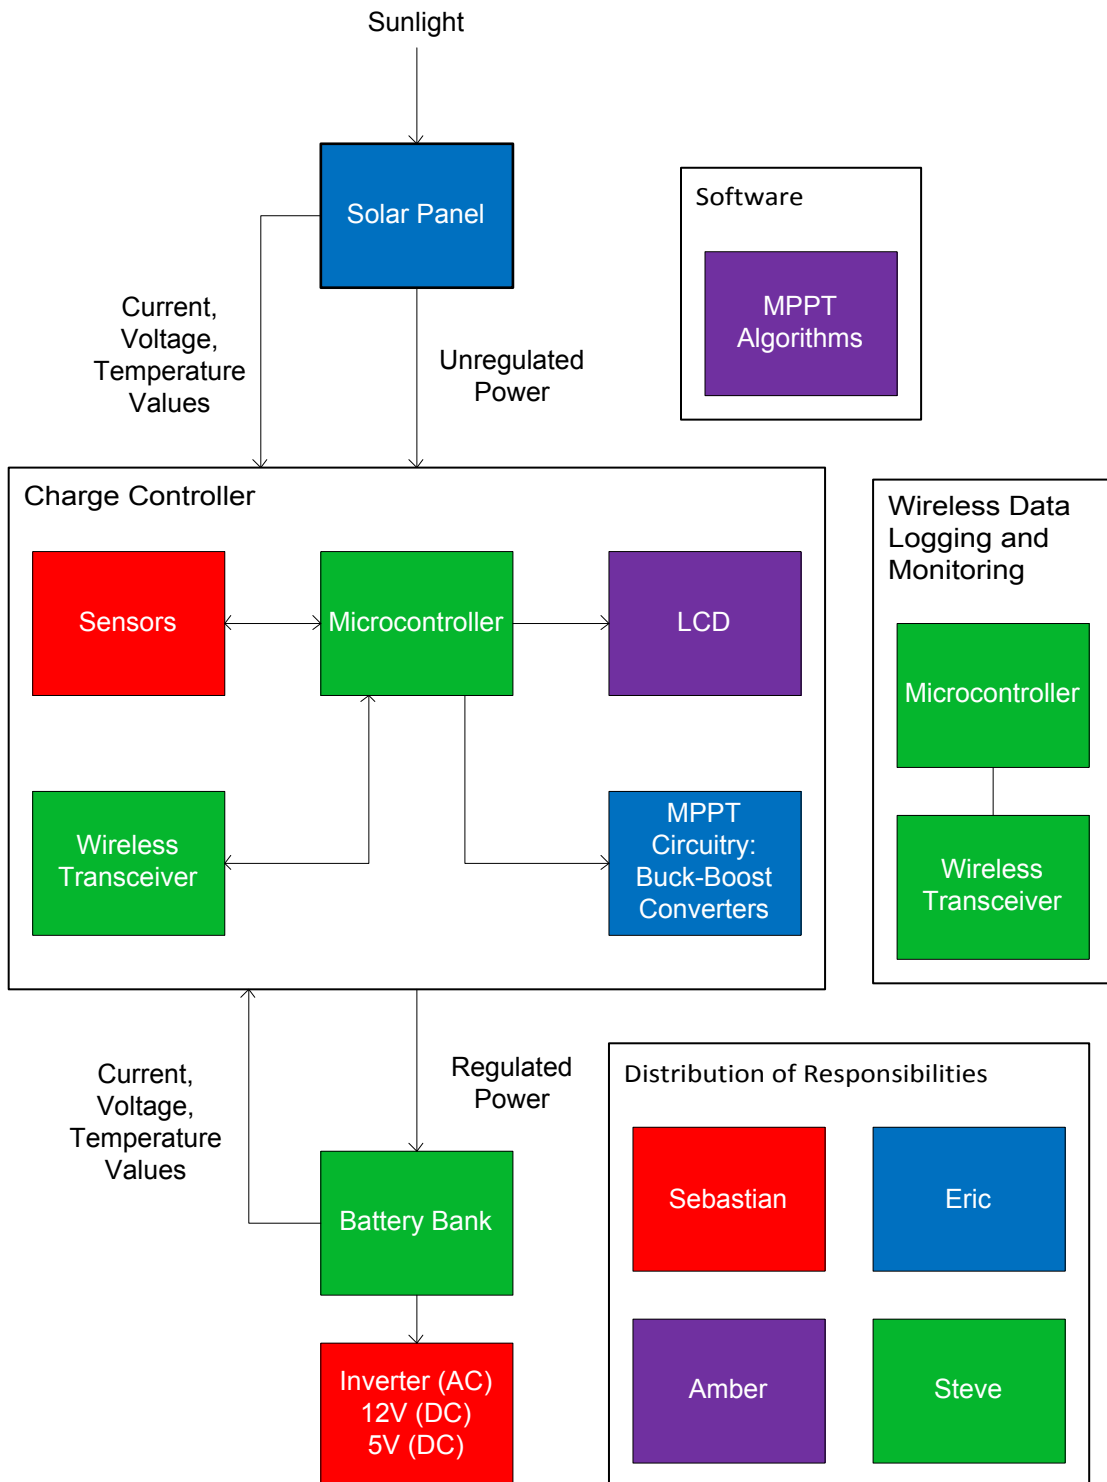 Sunlight
Solar Panel
Software
MPPT
Algorithms
Current,
Voltage,
Temperature
Values
Unregulated
Power
Charge Controller
Sensors
Microcontroller
LCD
Wireless
Transceiver
MPPT
Circuitry:
Buck-Boost
Converters
Wireless Data
Logging and
Monitoring
Microcontroller
Wireless
Transceiver
Current,
Voltage,
Temperature
Values
Regulated
Power
Battery Bank
Inverter (AC)
12V (DC)
5V (DC)
Distribution of Responsibilities
Sebastian
Eric
Amber
Steve